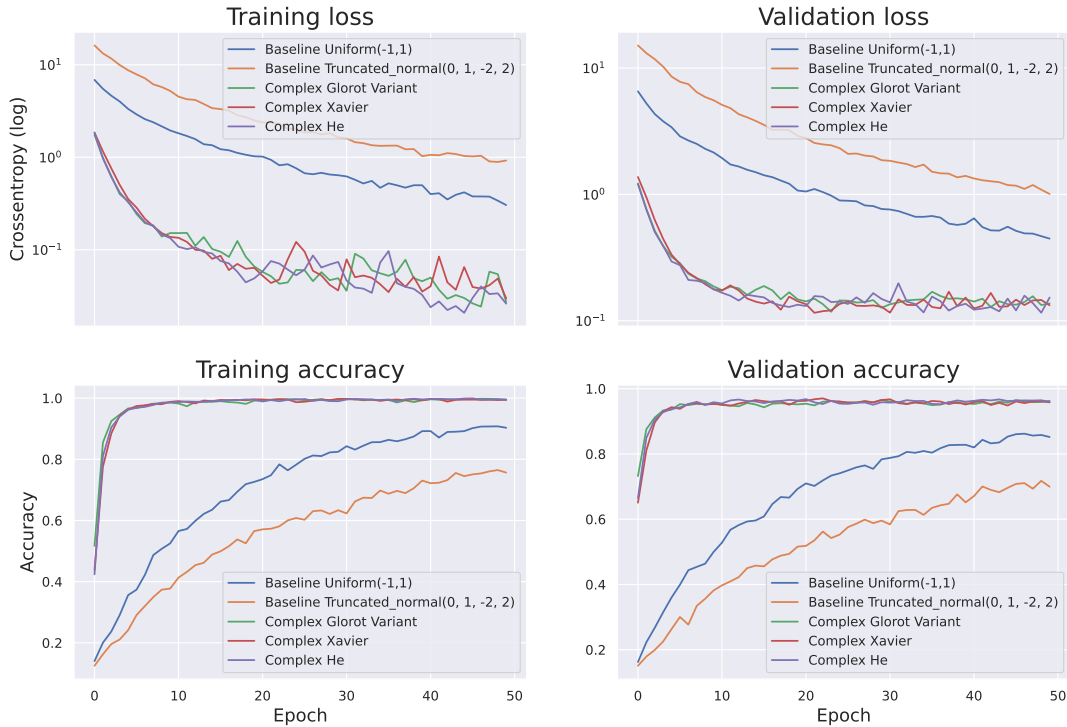 Training loss
Validation loss
Crossentropy (log)
10¹
10⁰
10⁻¹
Baseline Uniform(-1,1)
Baseline Truncated_normal(0, 1, -2, 2)
Complex Glorot Variant
Complex Xavier
Complex He
10¹
10⁰
10⁻¹
Baseline Uniform(-1,1)
Baseline Truncated_normal(0, 1, -2, 2)
Complex Glorot Variant
Complex Xavier
Complex He
Training accuracy
Validation accuracy
Accuracy
1.0
0.8
0.6
0.4
0.2
Baseline Uniform(-1,1)
Baseline Truncated_normal(0, 1, -2, 2)
Complex Glorot Variant
Complex Xavier
Complex He
0 10 20 30 40 50
Epoch
1.0
0.8
0.6
0.4
0.2
Baseline Uniform(-1,1)
Baseline Truncated_normal(0, 1, -2, 2)
Complex Glorot Variant
Complex Xavier
Complex He
0 10 20 30 40 50
Epoch